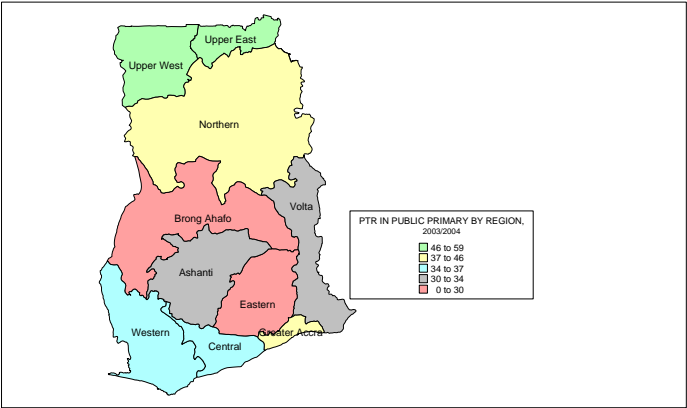 Upper East
Upper West
Northern
Volta
Brong Ahafo
Ashanti
Eastern
Greater Accra
Western
Central
PTR IN PUBLIC PRIMARY BY REGION,
2003/2004
46 to 59
37 to 46
34 to 37
30 to 34
0 to 30